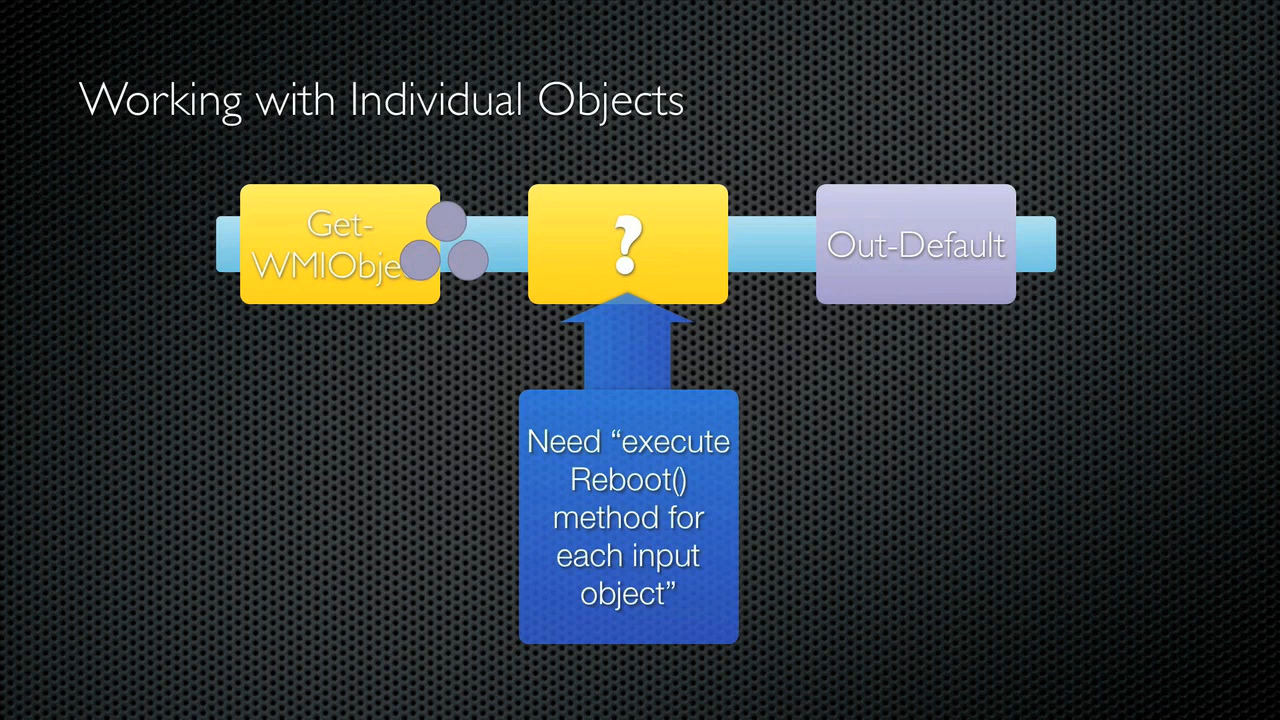 Working with Individual Objects
Get-
WMIObje
?
Out-Default
Need “execute
Reboot()
method for
each input
object”